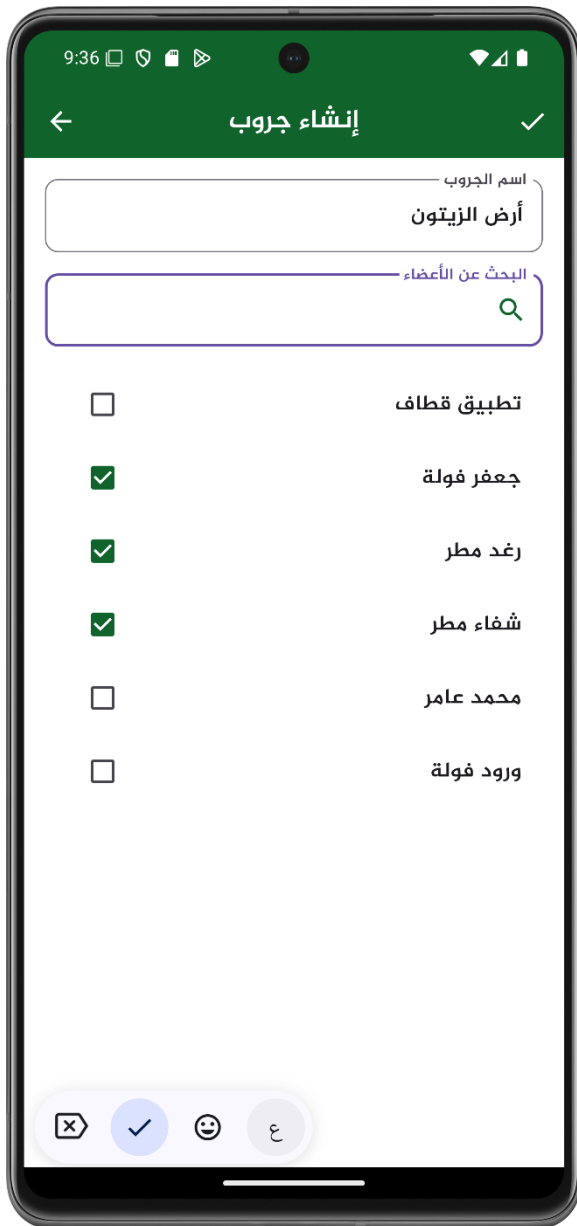 9:36
إنشاء جروب
اسم الجروب
أرض الزيتون
البحث عن الأعضاء
تطبيق قطاف
جعفر فولة
رغد مطر
شفاء مطر
محمد عامر
ورود فولة
ع